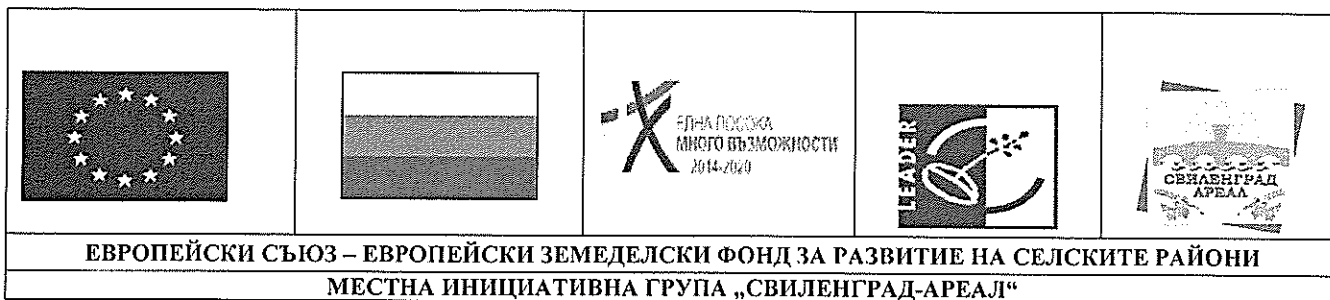 ЕДНА ПОСОКА
МНОГО ВЪЗМОЖНОСТИ
2014-2020
LEADER
СВИЛЕНГРАД
АРЕАЛ
ЕВРОПЕЙСКИ СЪЮЗ – ЕВРОПЕЙСКИ ЗЕМЕДЕЛСКИ ФОНД ЗА РАЗВИТИЕ НА СЕЛСКИТЕ РАЙОНИ
МЕСТНА ИНИЦИАТИВНА ГРУПА „СВИЛЕНГРАД-АРЕАЛ“